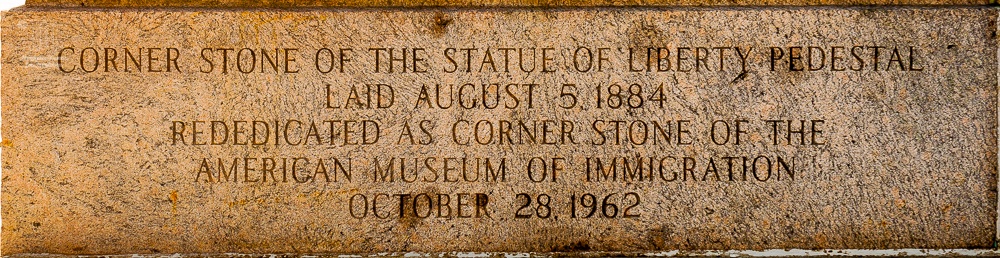 CORNER STONE OF THE STATUE OF LIBERTY PEDESTAL
LAID AUGUST 5, 1884
REDEDICATED AS CORNER STONE OF THE
AMERICAN MUSEUM OF IMMIGRATION
OCTOBER 28, 1962